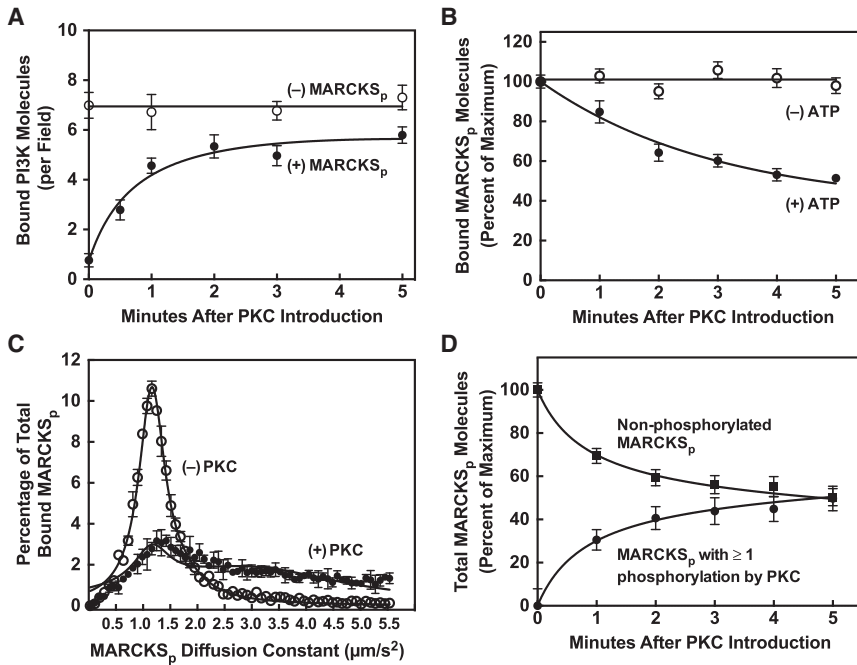 A
10
8
6
4
2
0
0
1
2
3
4
5
Bound PI3K Molecules
(per Field)
(–) MARCKSp
(+) MARCKSp
Minutes After PKC Introduction
B
120
100
80
60
40
20
0
0
1
2
3
4
5
Bound MARCKSp Molecules
(Percent of Maximum)
(–) ATP
(+) ATP
Minutes After PKC Introduction
C
12
10
8
6
4
2
0
0.5
1.0
1.5
2.0
2.5
3.0
3.5
4.0
4.5
5.0
5.5
Percentage of Total
Bound MARCKSp
(–) PKC
(+) PKC
MARCKSp Diffusion Constant (μm/s²)
D
100
80
60
40
20
0
0
1
2
3
4
5
Total MARCKSp Molecules
(Percent of Maximum)
Non-phosphorylated
MARCKSp
MARCKSp with ≥ 1
phosphorylation by PKC
Minutes After PKC Introduction